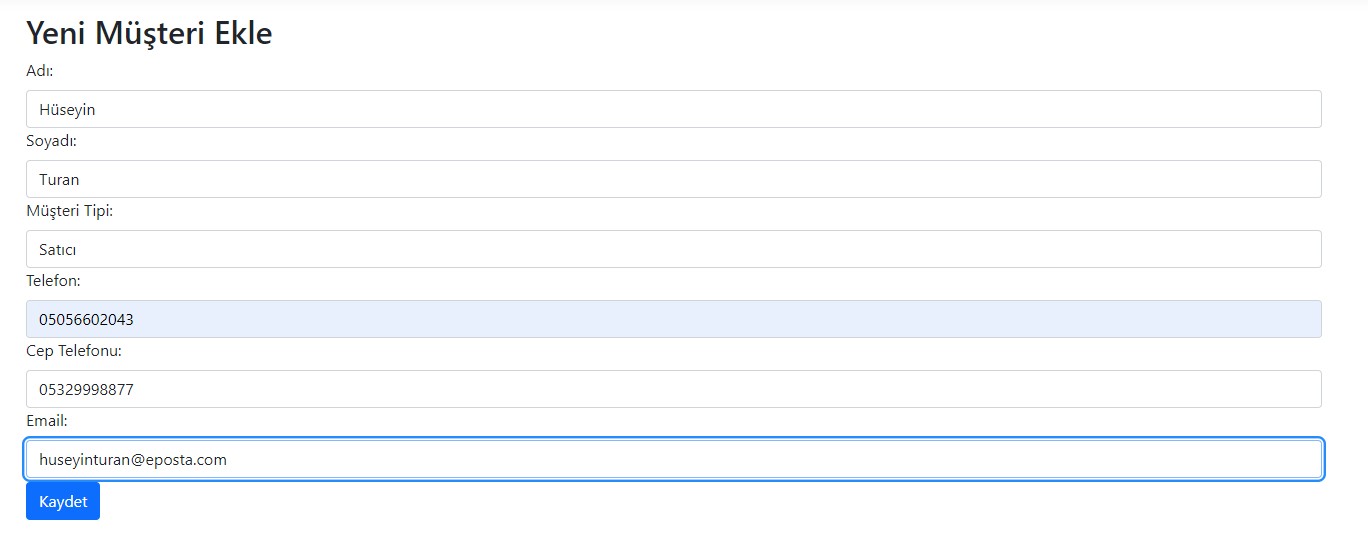 Yeni Müşteri Ekle
Adı:
Hüseyin
Soyadı:
Turan
Müşteri Tipi:
Satıcı
Telefon:
05056602043
Cep Telefonu:
05329998877
Email:
huseyinturan@eposta.com
Kaydet